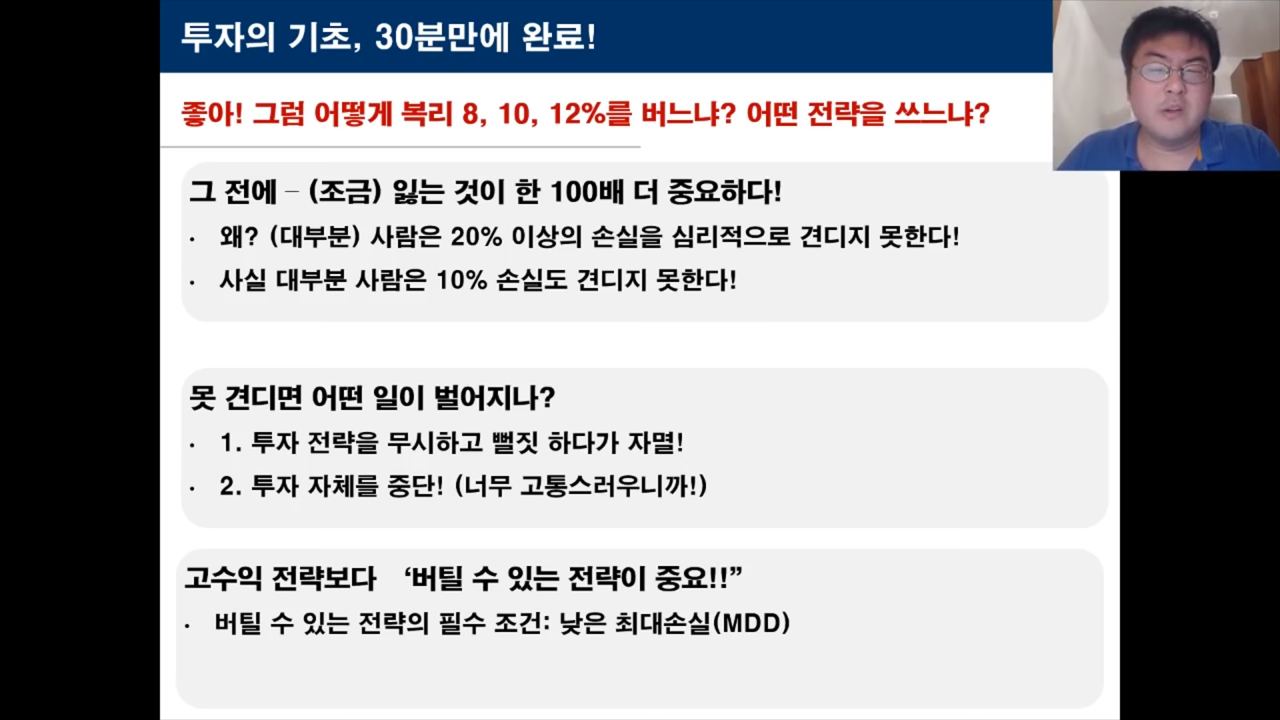 투자의 기초, 30분만에 완료!
좋아! 그럼 어떻게 복리 8, 10, 12%를 버느냐? 어떤 전략을 쓰느냐?
그 전에 – (조금) 잃는 것이 한 100배 더 중요하다!
· 왜? (대부분) 사람은 20% 이상의 손실을 심리적으로 견디지 못한다!
· 사실 대부분 사람은 10% 손실도 견디지 못한다!
못 견디면 어떤 일이 벌어지나?
· 1. 투자 전략을 무시하고 뻘짓 하다가 자멸!
· 2. 투자 자체를 중단! (너무 고통스러우니까!)
고수익 전략보다 ‘버틸 수 있는 전략이 중요!!”
· 버틸 수 있는 전략의 필수 조건: 낮은 최대손실(MDD)